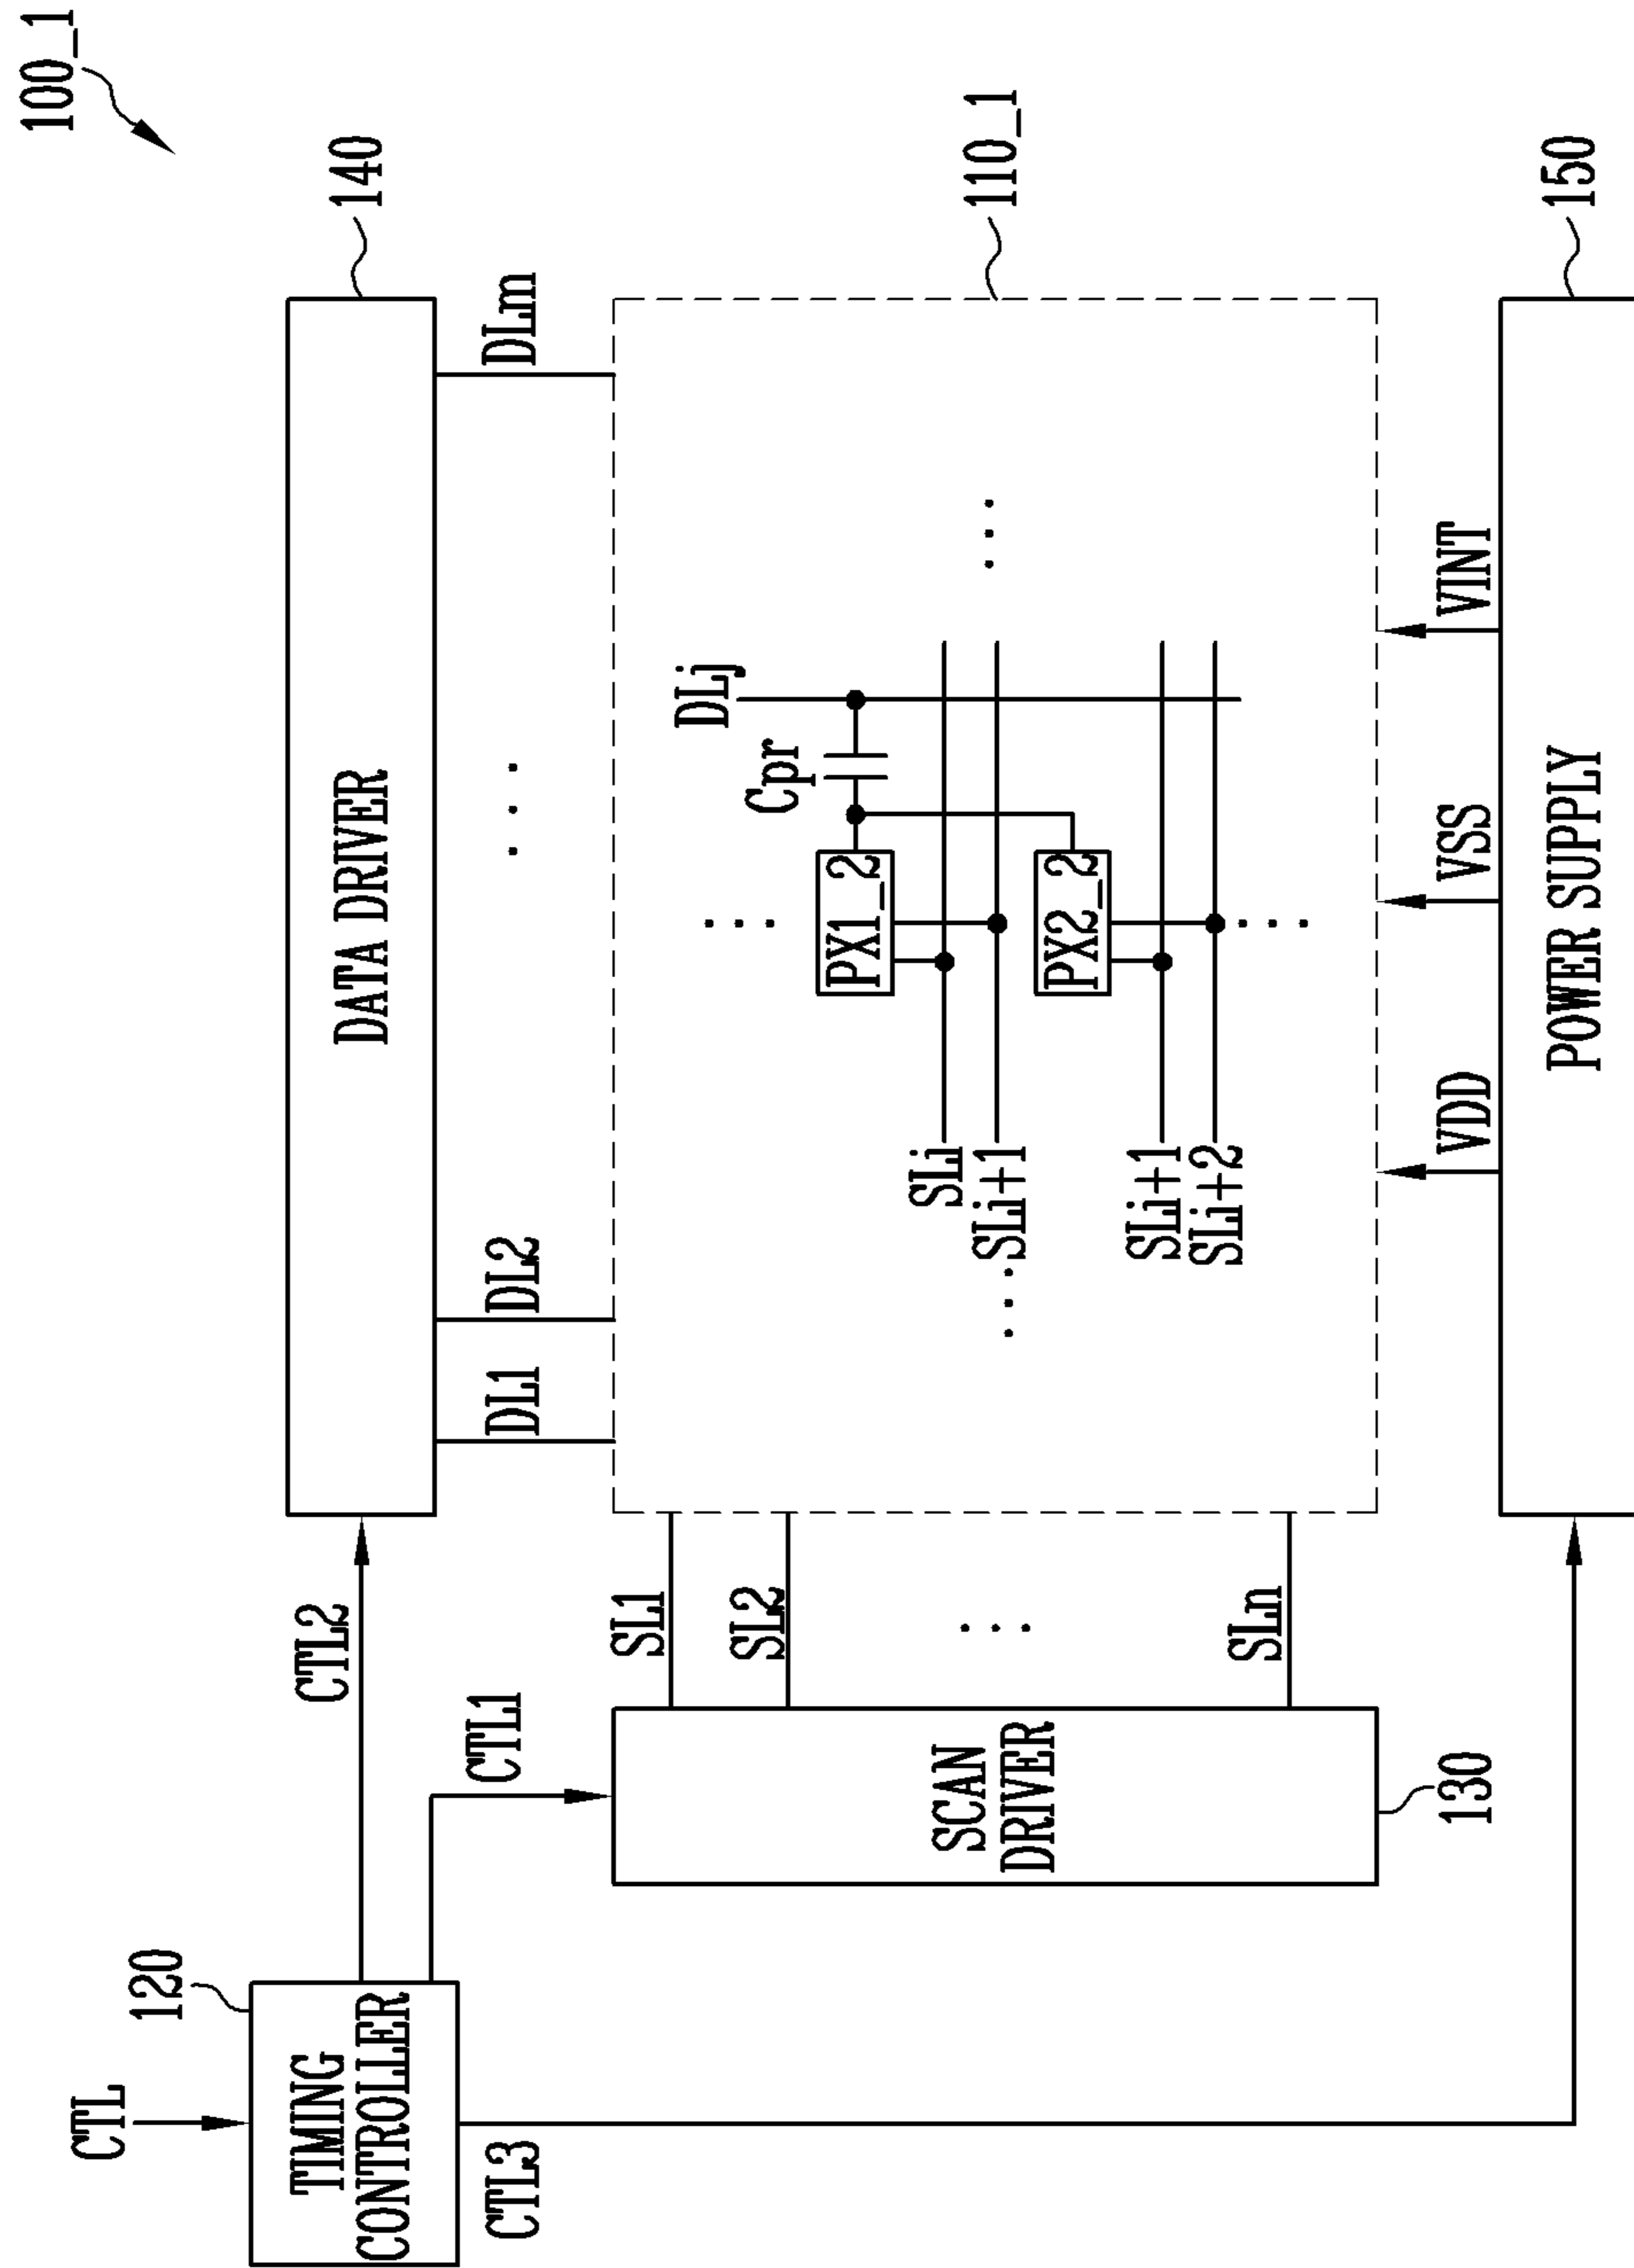 100_1
CTL
120
TIMING
CONTROLLER
CTL2
CTL1
CTL3
DATA DRIVER
140
DL1
DL2
...
DLm
SCAN
DRIVER
130
SL1
SL2
...
SLn
110_1
DLj
Cpr
...
PX1_2
SLi
SLi+1
...
...
PX2_2
SLi+1
SLi+2
...
VDD
VSS
VINT
POWER SUPPLY
150